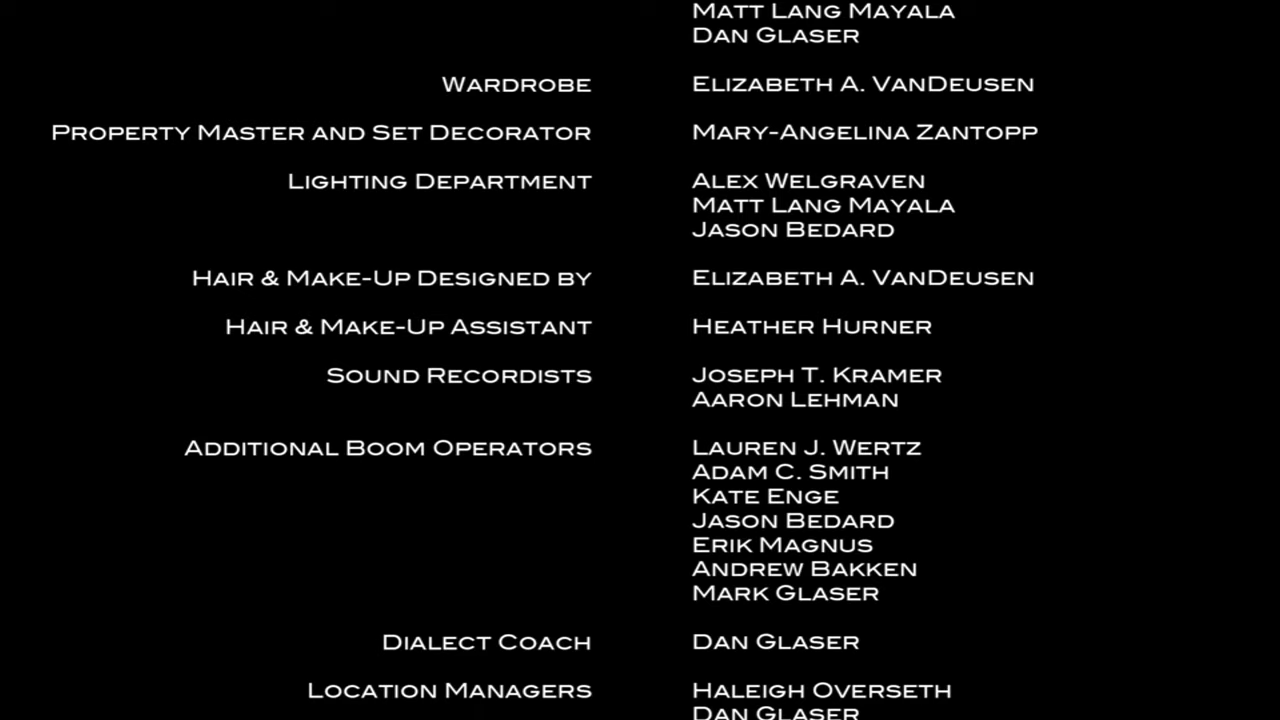 Matt Lang Mayala
Dan Glaser
Wardrobe Elizabeth A. VanDeusen
Property Master and Set Decorator Mary-Angelina Zantopp
Lighting Department Alex Welgraven
Matt Lang Mayala
Jason Bedard
Hair & Make-Up Designed by Elizabeth A. VanDeusen
Hair & Make-Up Assistant Heather Hurner
Sound Recordists Joseph T. Kramer
Aaron Lehman
Additional Boom Operators Lauren J. Wertz
Adam C. Smith
Kate Enge
Jason Bedard
Erik Magnus
Andrew Bakken
Mark Glaser
Dialect Coach Dan Glaser
Location Managers Haleigh Overseth
Dan Glaser